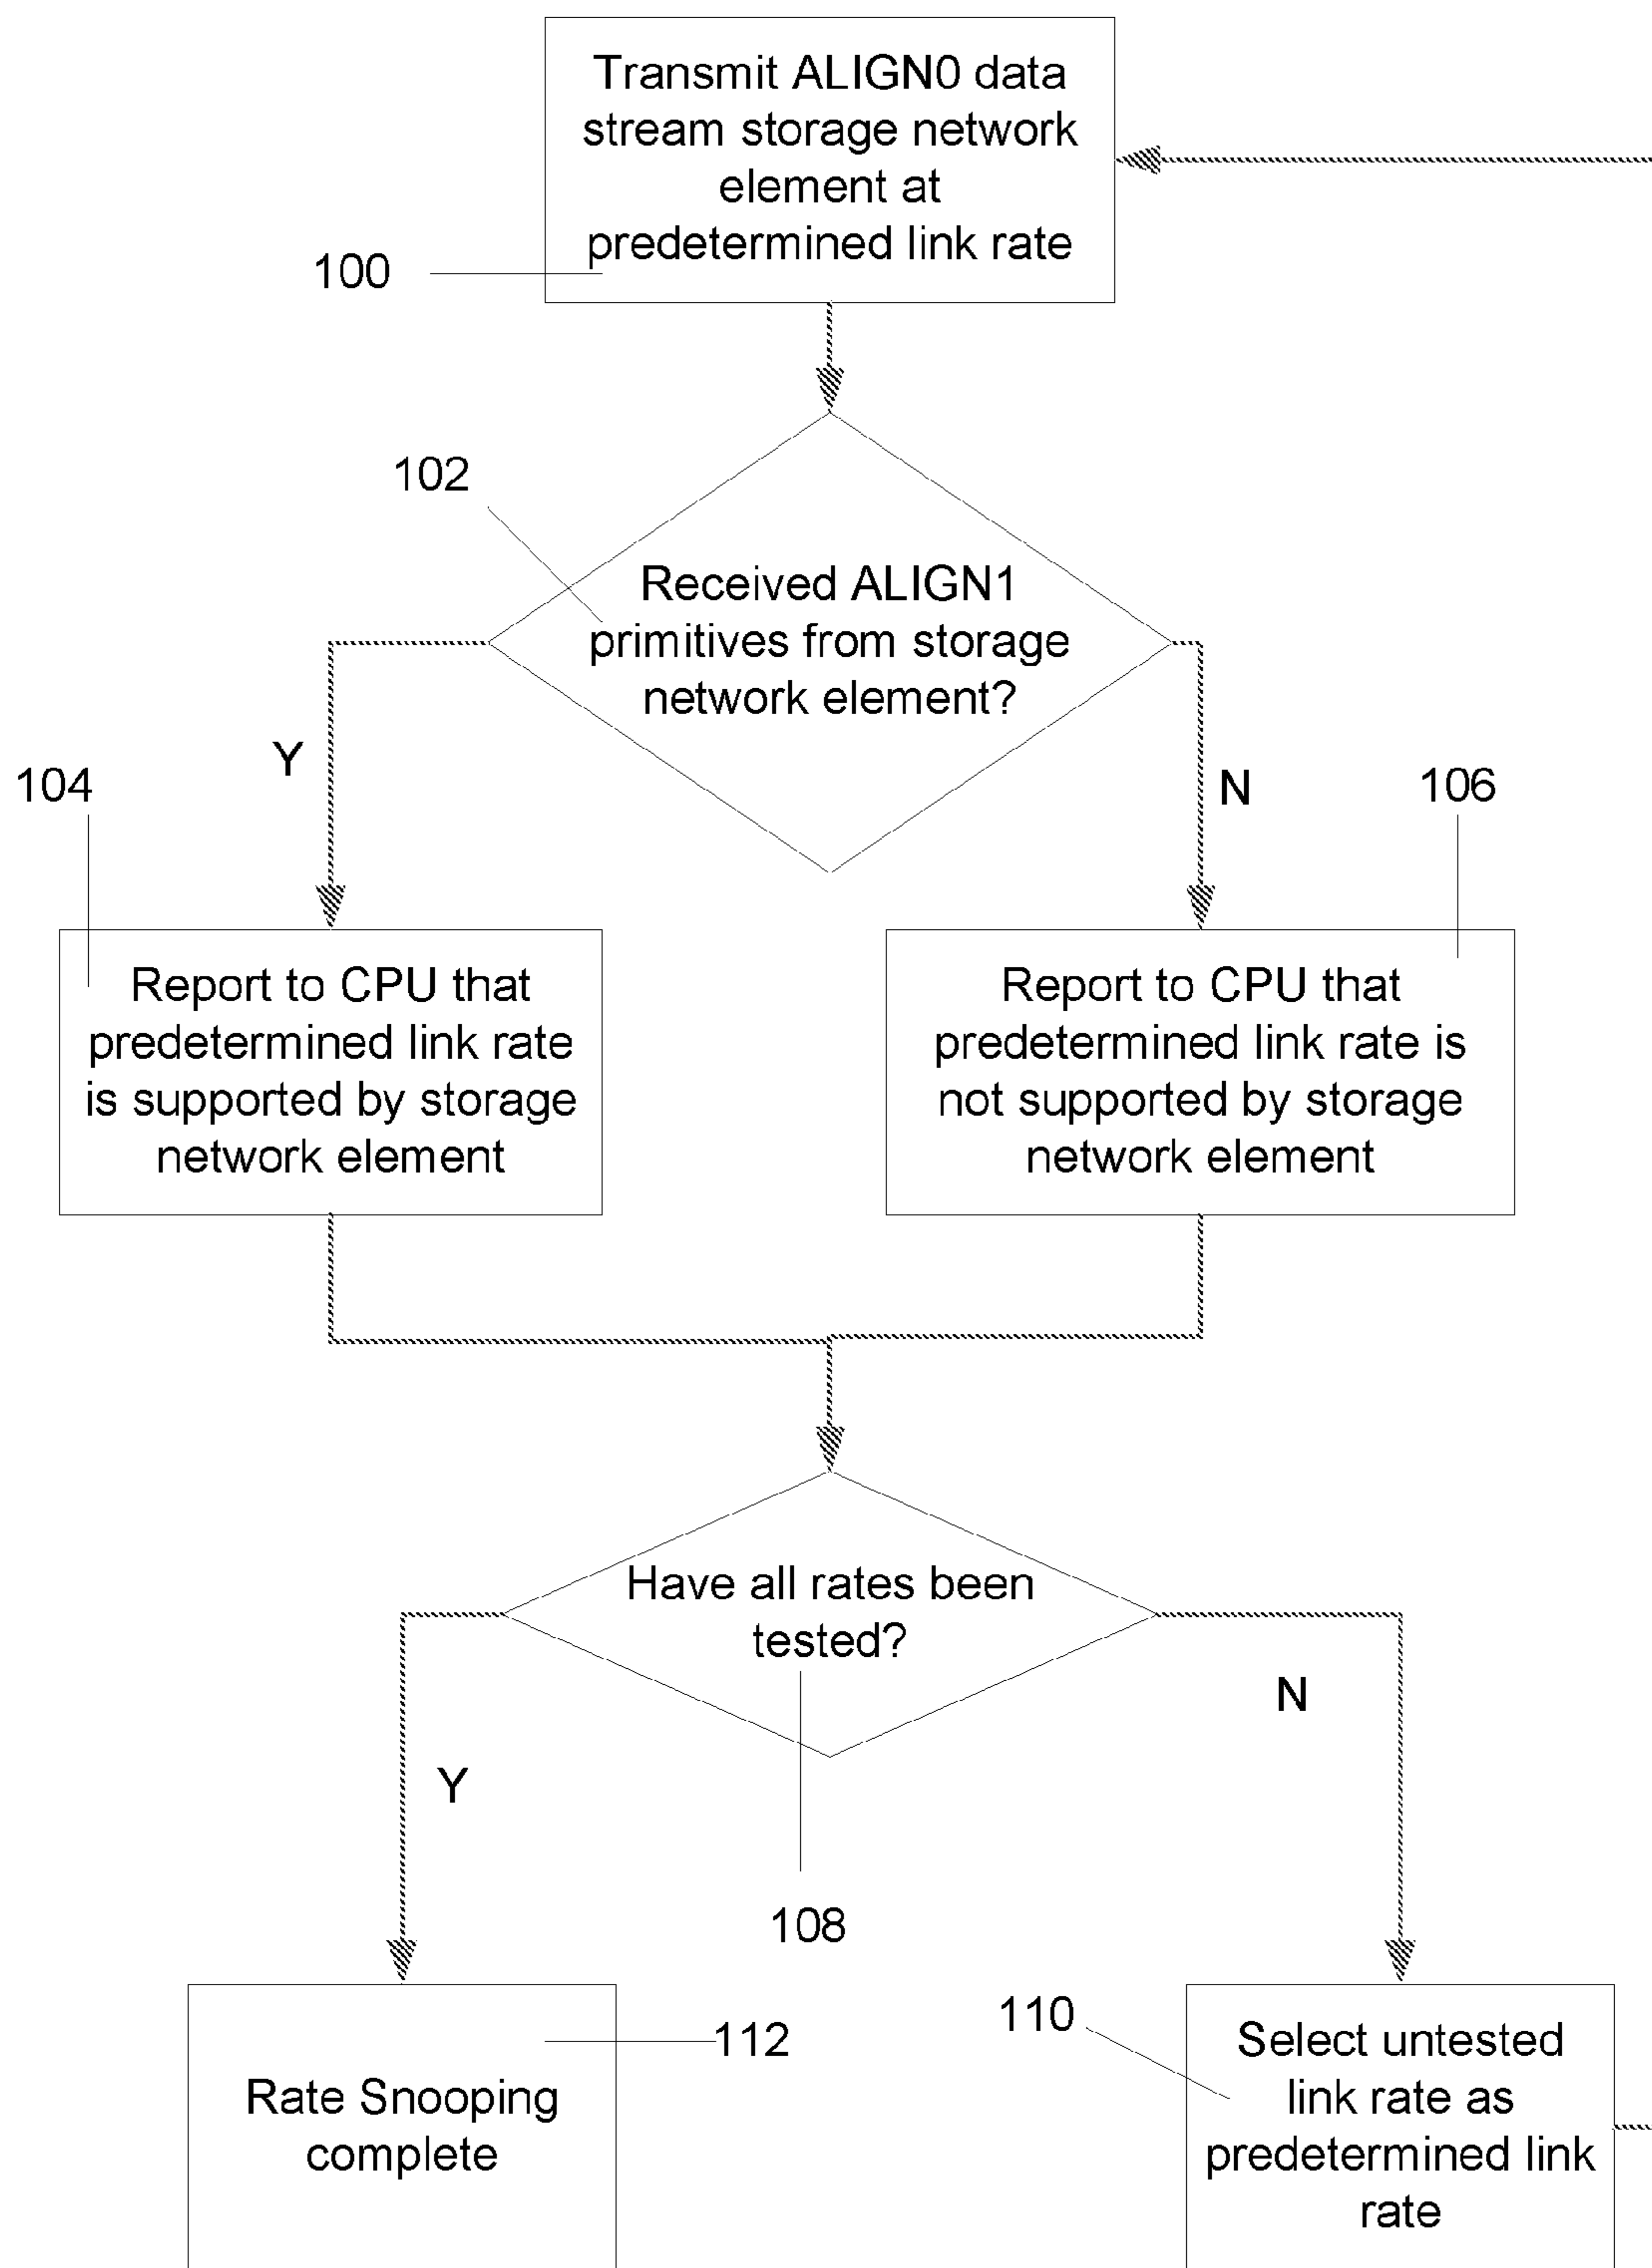 Transmit ALIGN0 data
stream storage network
element at
predetermined link rate
100
102
Received ALIGN1
primitives from storage
network element?
Y
N
104
106
Report to CPU that
predetermined link rate
is supported by storage
network element
Report to CPU that
predetermined link rate is
not supported by storage
network element
Have all rates been
tested?
N
Y
108
112
110
Rate Snooping
complete
Select untested
link rate as
predetermined link
rate